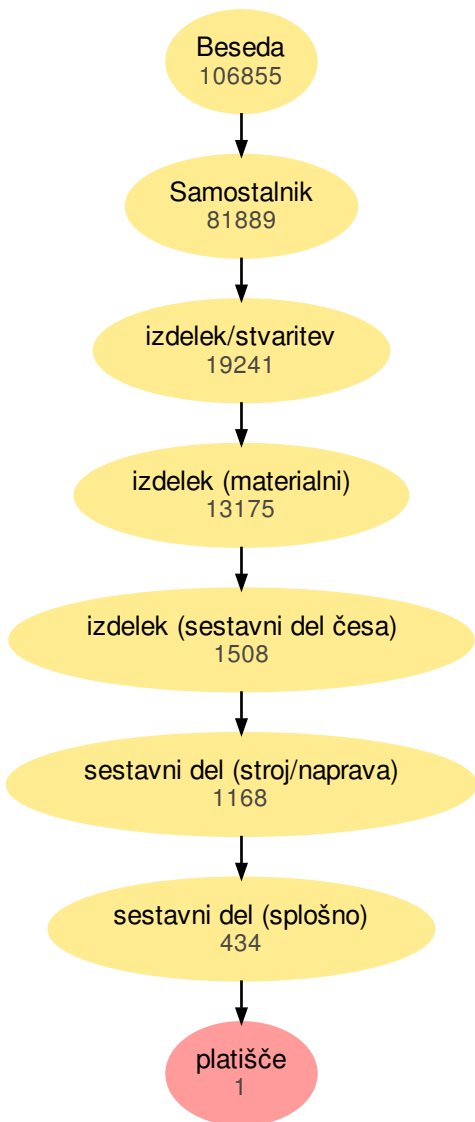 Beseda
106855
Samostalnik
81889
izdelek/stvaritev
19241
izdelek (materialni)
13175
izdelek (sestavni del česa)
1508
sestavni del (stroj/naprava)
1168
sestavni del (splošno)
434
platišče
1